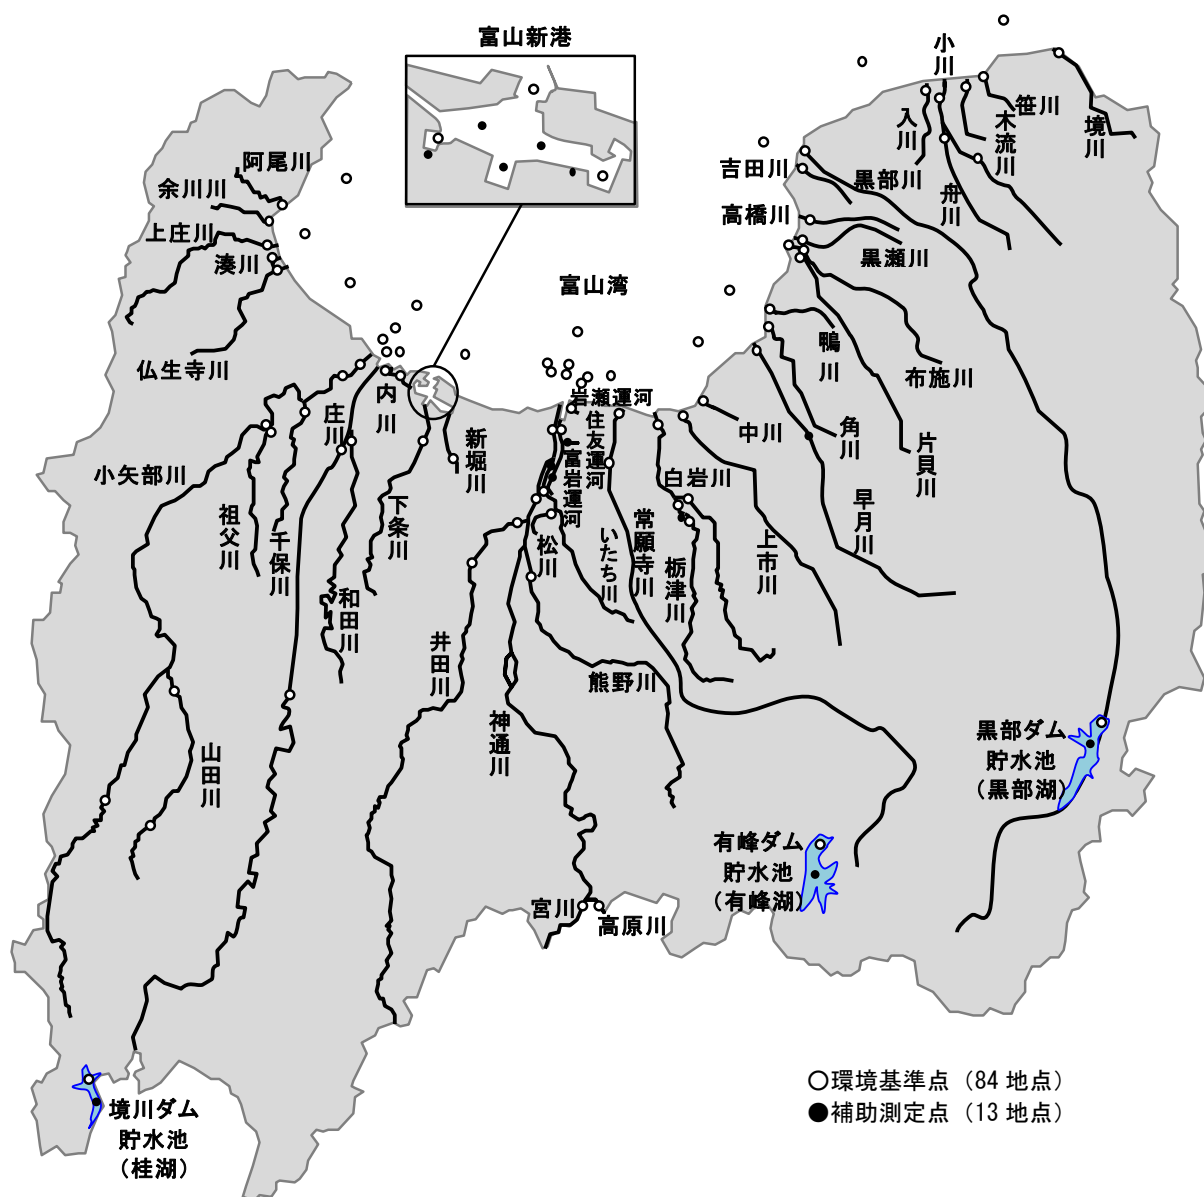 富山新港
小川
入川
木流川
笹川
境川
阿尾川
余川川
上庄川
湊川
仏生寺川
富山湾
吉田川
黒部川
舟川
高橋川
黒瀬川
鴨川
布施川
角川
片貝川
早月川
中川
上市川
白岩川
栃津川
常願寺川
いたち川
岩瀬運河
住友運河
富岩運河
松川
内川
新堀川
庄川
下条川
小矢部川
祖父川
千保川
和田川
井田川
熊野川
神通川
山田川
宮川
高原川
黒部ダム
貯水池
（黒部湖）
有峰ダム
貯水池
（有峰湖）
境川ダム
貯水池
（桂湖）
○環境基準点（84 地点）
●補助測定点（13 地点）